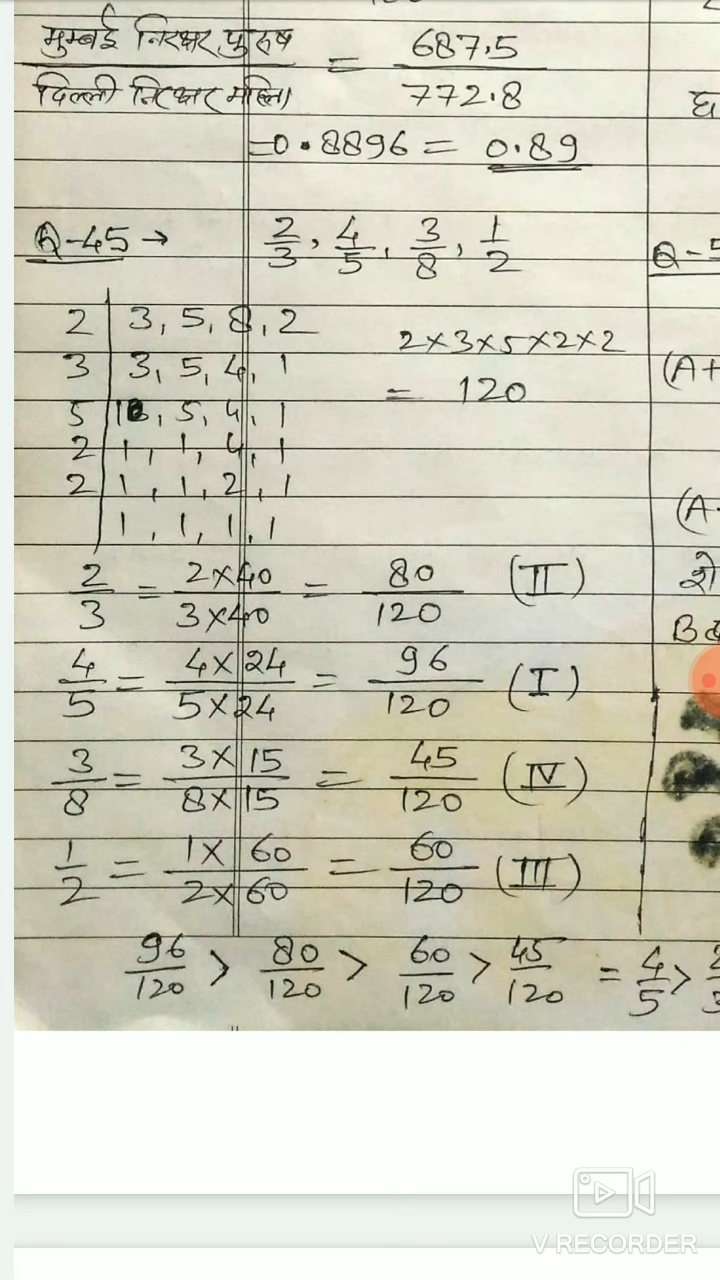 मुम्बई निरक्षर पुरुष / दिल्ली निरक्षर महिला = 687.5 / 772.8
=0.8896 = 0.89
Q-45 → 2/3, 4/5, 3/8, 1/2
2 | 3, 5, 8, 2
2×3×5×2×2
3 | 3, 5, 4, 1
= 120
5 | 1, 5, 4, 1
2 | 1, 1, 4, 1
2 | 1, 1, 2, 1
1, 1, 1, 1
2/3 = 2×40 / 3×40 = 80/120 (II)
4/5 = 4×24 / 5×24 = 96/120 (I)
3/8 = 3×15 / 8×15 = 45/120 (IV)
1/2 = 1×60 / 2×60 = 60/120 (III)
96/120 > 80/120 > 60/120 > 45/120 = 4/5 > 2/3
(A+
(A
शे
V RECORDER